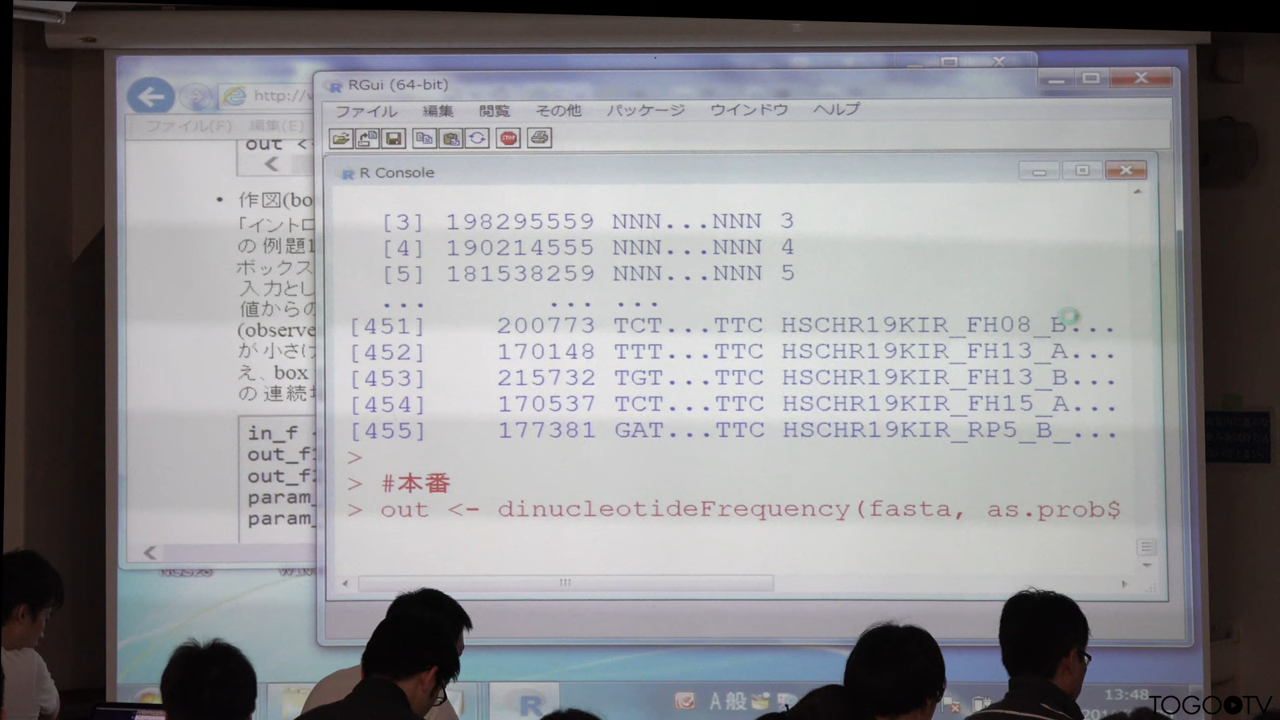 RGui (64-bit)
ファイル 編集 閲覧 その他 パッケージ ウインドウ ヘルプ
http://
ファイル(F) 編集(E)
out <
R Console
・ 作図(bo
「イントロ
の例題1
ボックス
入力とし
値からの
(observe
が小さけ
え、box
の連続
in_f
out_f
out_f
param_
param_
[3] 198295559 NNN...NNN 3
[4] 190214555 NNN...NNN 4
[5] 181538259 NNN...NNN 5
... ... ...
[451] 200773 TCT...TTC HSCHR19KIR_FH08_B...
[452] 170148 TTT...TTC HSCHR19KIR_FH13_A...
[453] 215732 TGT...TTC HSCHR19KIR_FH13_B...
[454] 170537 TCT...TTC HSCHR19KIR_FH15_A...
[455] 177381 GAT...TTC HSCHR19KIR_RP5_B_...
>
> #本番
> out <- dinucleotideFrequency(fasta, as.prob$
A 般
13:48
TOGOTV